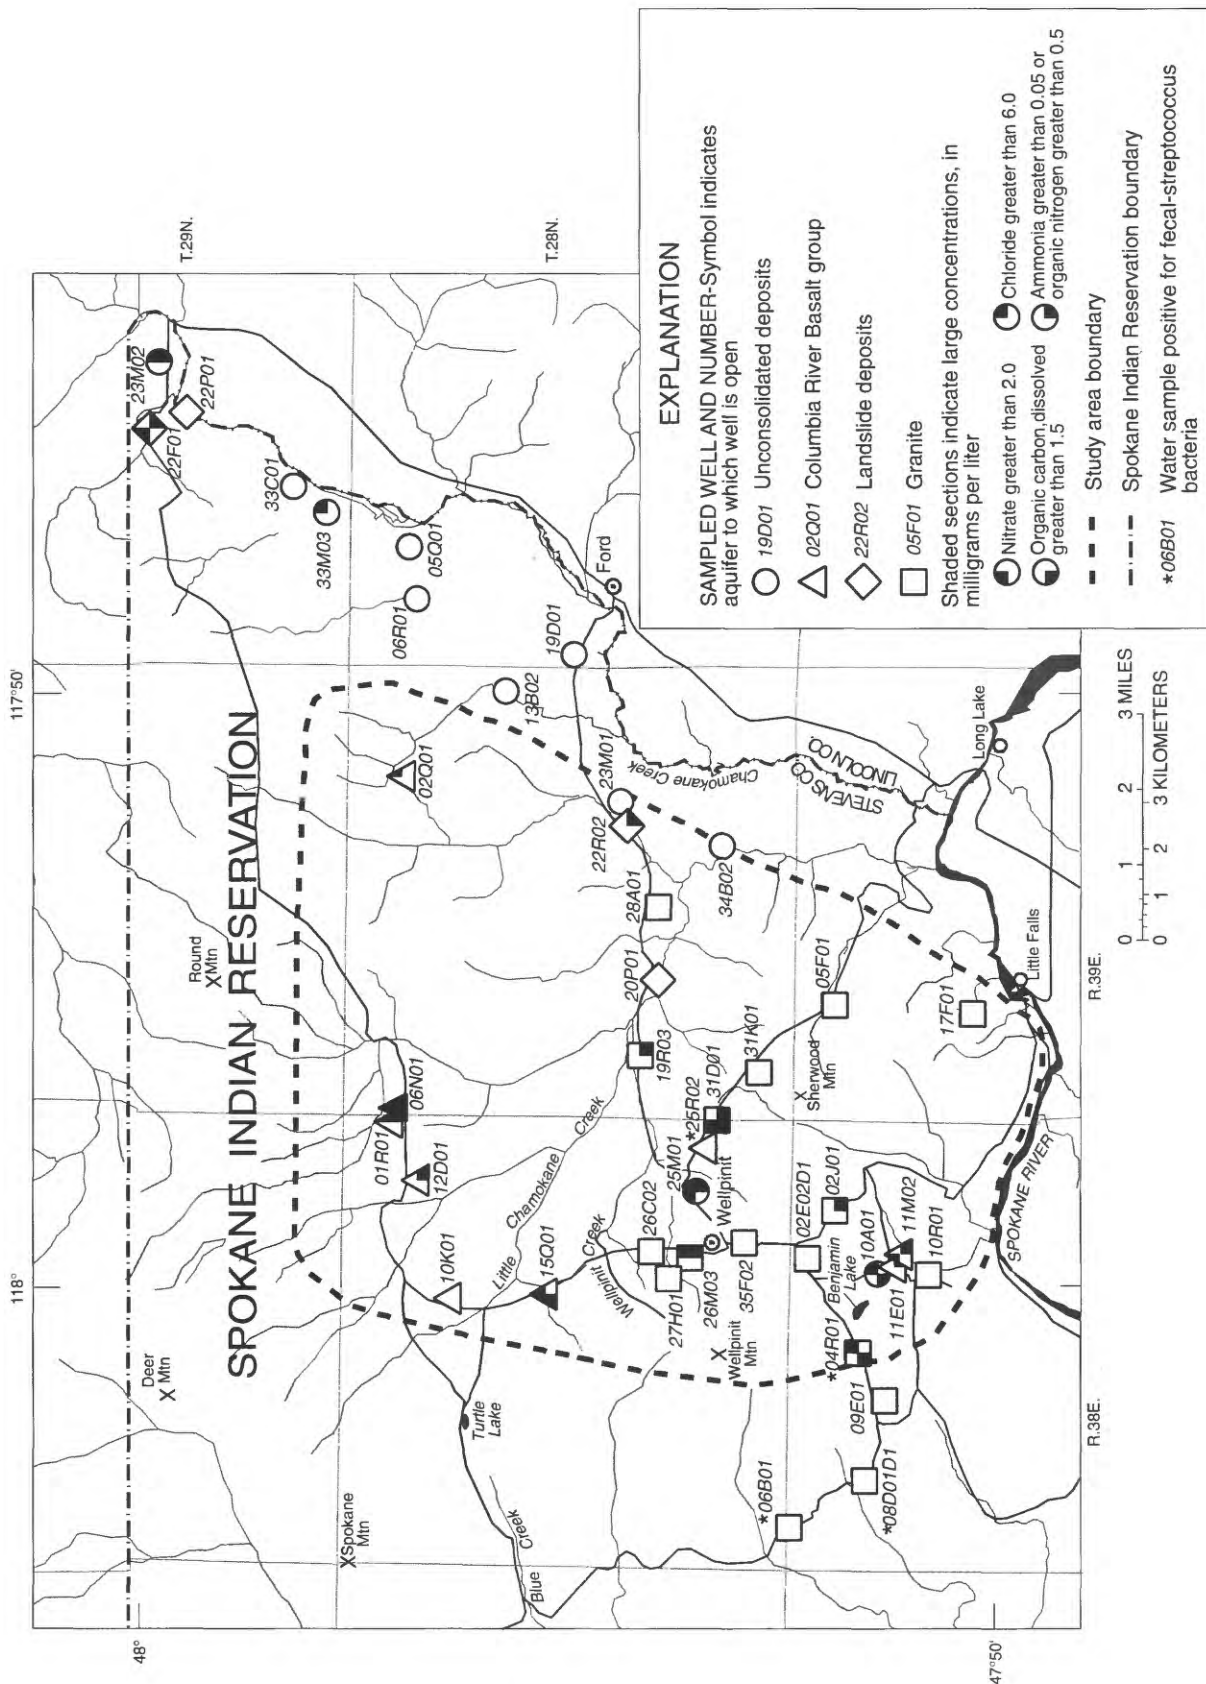 117°50'
118°
48°
47°50'
T.29N.
T.28N.
R.39E.
R.38E.
SPOKANE INDIAN RESERVATION
Deer
Mtn
Round
Mtn
Spokane
Mtn
Turtle
Lake
Blue
Creek
Little
Chamokane
Creek
Wellpinit
Creek
Wellpinit
Wellpinit
Mtn
Benjamin
Lake
Sherwood
Mtn
Chamokane Creek
STEVENS CO.
LINCOLN CO.
Ford
Long Lake
Little Falls
SPOKANE RIVER
23M02
22F01
22P01
33C01
33M03
05Q01
06R01
19D01
13B02
02Q01
23M01
22R02
34B02
28A01
20P01
19R03
05F01
17F01
31K01
31D01
*25R02
25M01
06N01
01R01
12D01
10K01
15Q01
26C02
27H01
26M03
35F02
02E02D1
02J01
10A01
11M02
10R01
11E01
*04R01
09E01
*08D01D1
*06B01
0 1 2 3 MILES
0 1 2 3 KILOMETERS
EXPLANATION
SAMPLED WELL AND NUMBER-Symbol indicates
aquifer to which well is open
19D01 Unconsolidated deposits
02Q01 Columbia River Basalt group
22R02 Landslide deposits
05F01 Granite
Shaded sections indicate large concentrations, in
milligrams per liter
Nitrate greater than 2.0
Chloride greater than 6.0
Organic carbon,dissolved
greater than 1.5
Ammonia greater than 0.05 or
organic nitrogen greater than 0.5
Study area boundary
Spokane Indian Reservation boundary
*06B01 Water sample positive for fecal-streptococcus
bacteria